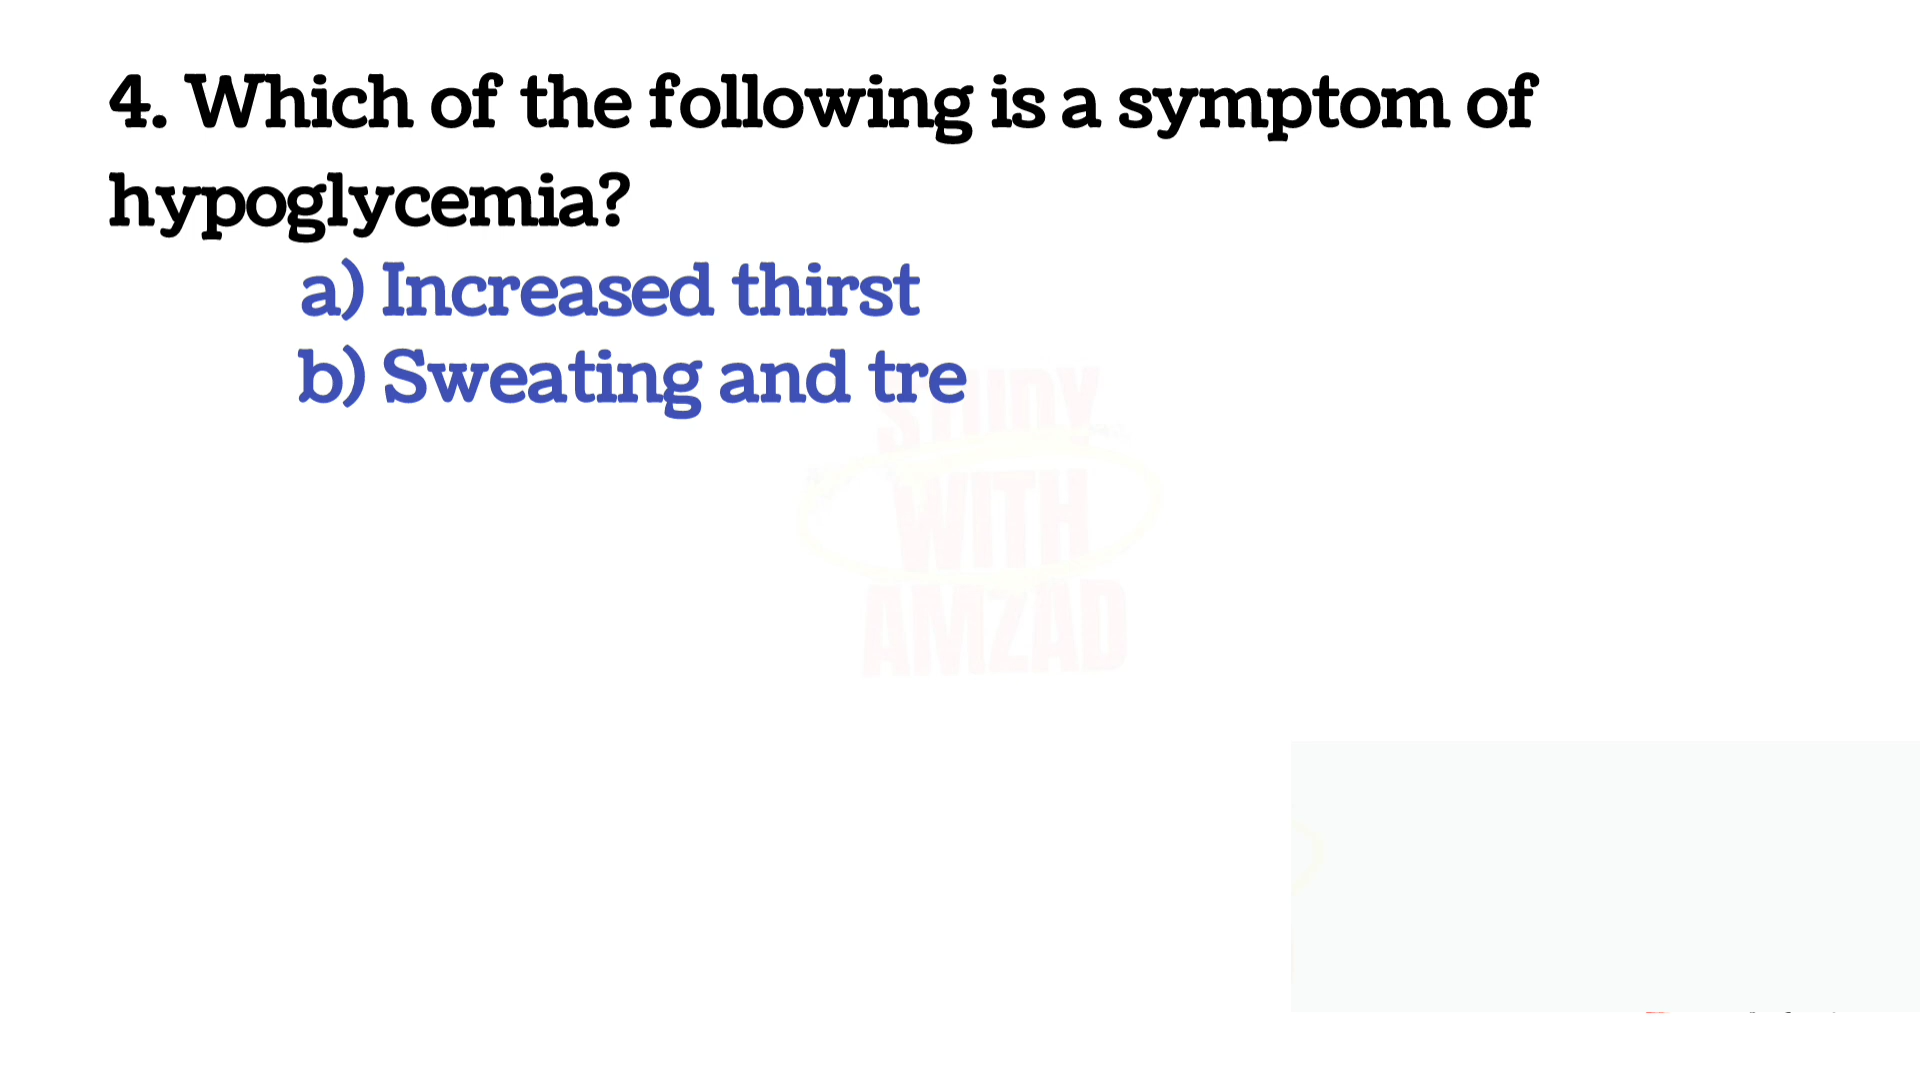 4. Which of the following is a symptom of
hypoglycemia?
a) Increased thirst
b) Sweating and tre
STUDY
WITH
AMZAD